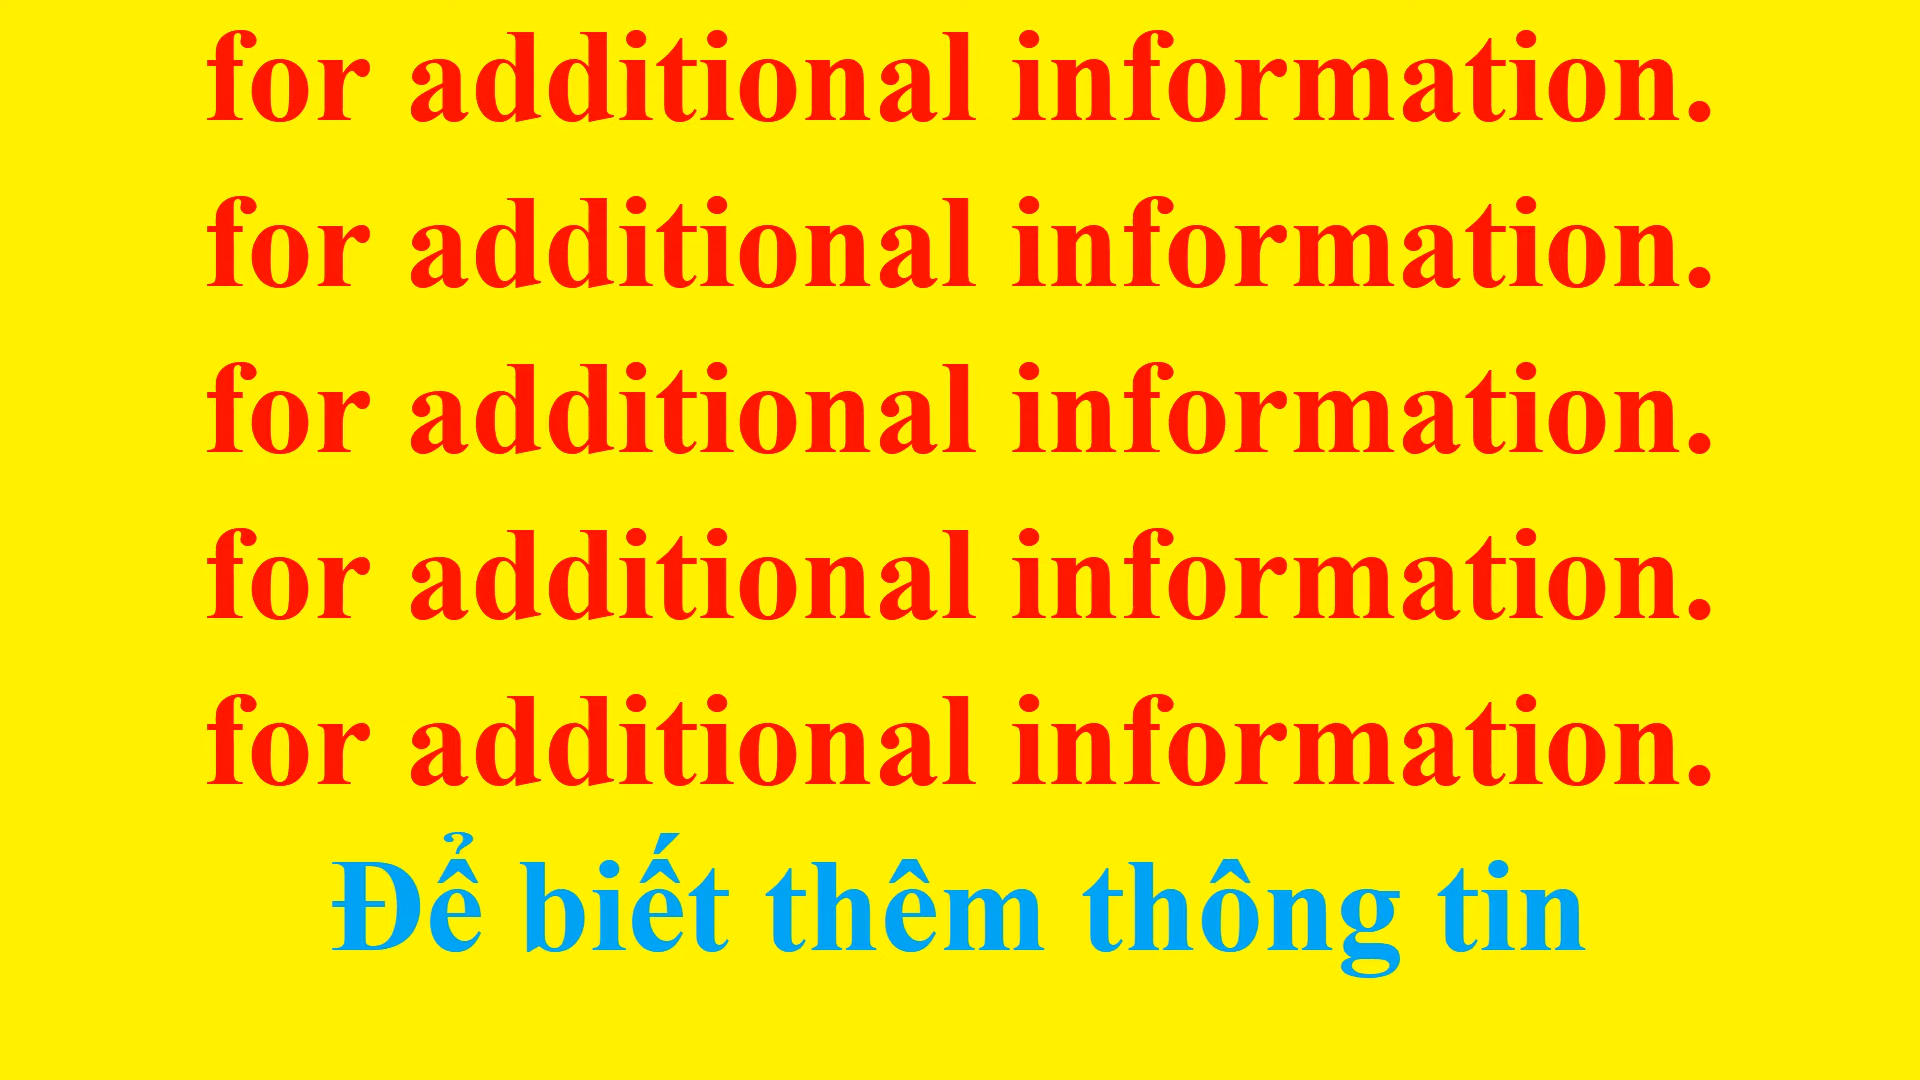 for additional information.
for additional information.
for additional information.
for additional information.
for additional information.
Để biết thêm thông tin